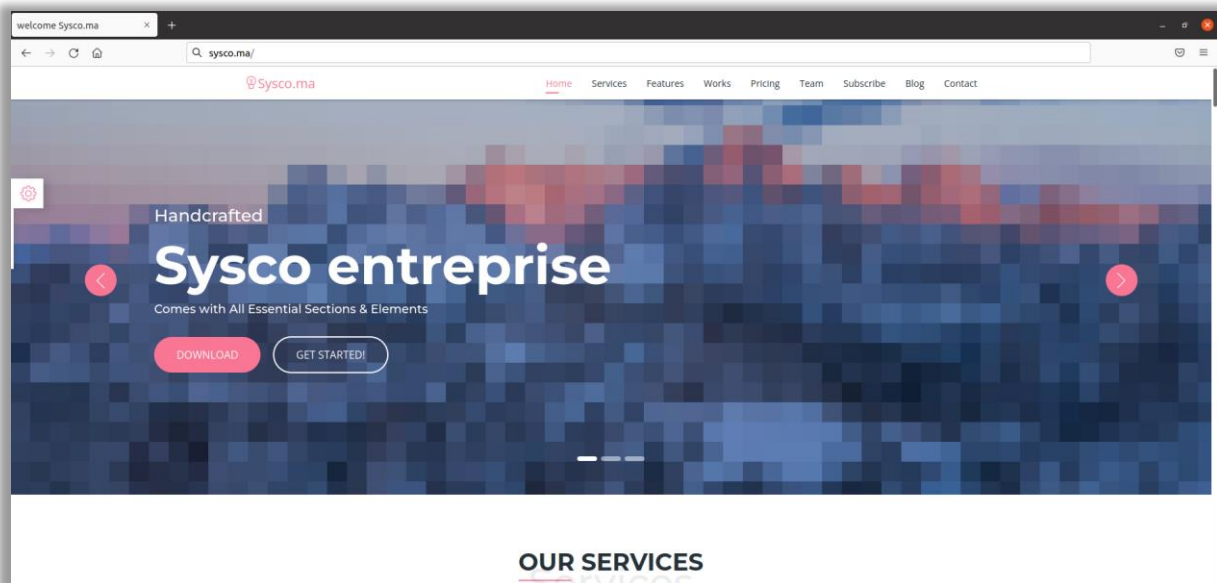 welcome Sysco.ma
sysco.ma/
Sysco.ma
Home Services Features Works Pricing Team Subscribe Blog Contact
Handcrafted
Sysco entreprise
Comes with All Essential Sections & Elements
DOWNLOAD GET STARTED!
OUR SERVICES
Services